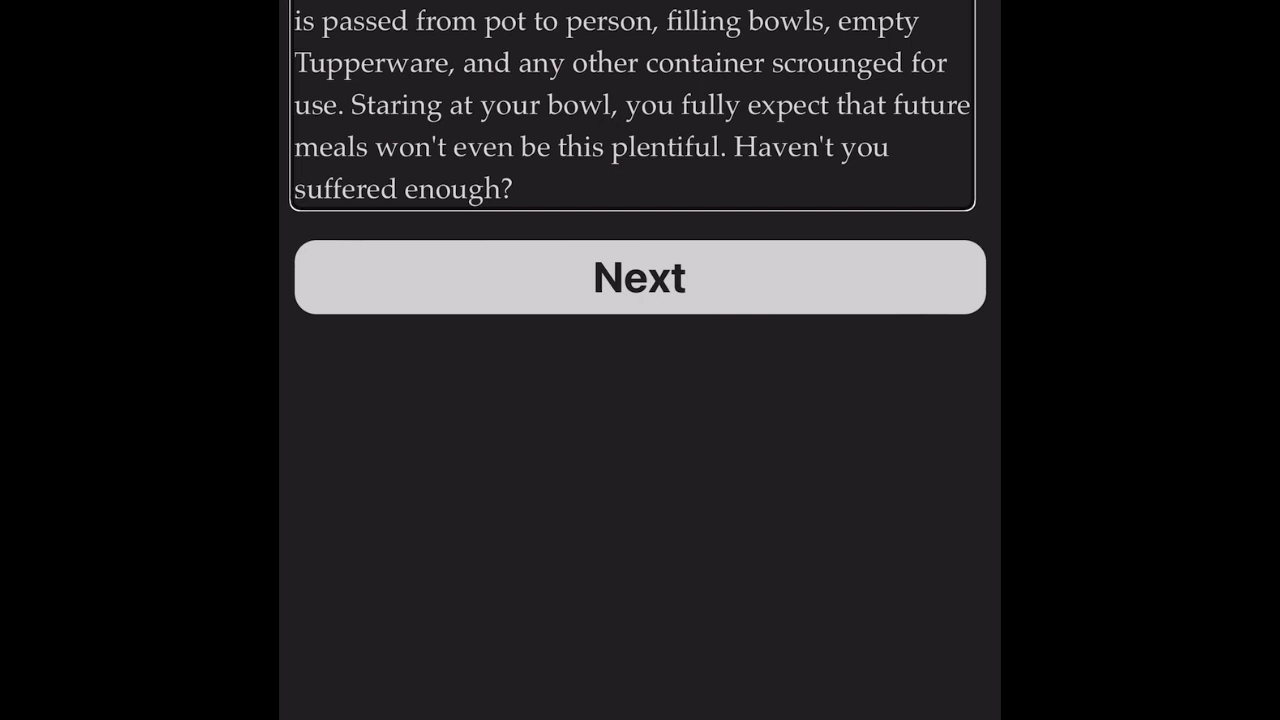 is passed from pot to person, filling bowls, empty
Tupperware, and any other container scrounged for
use. Staring at your bowl, you fully expect that future
meals won't even be this plentiful. Haven't you
suffered enough?
Next